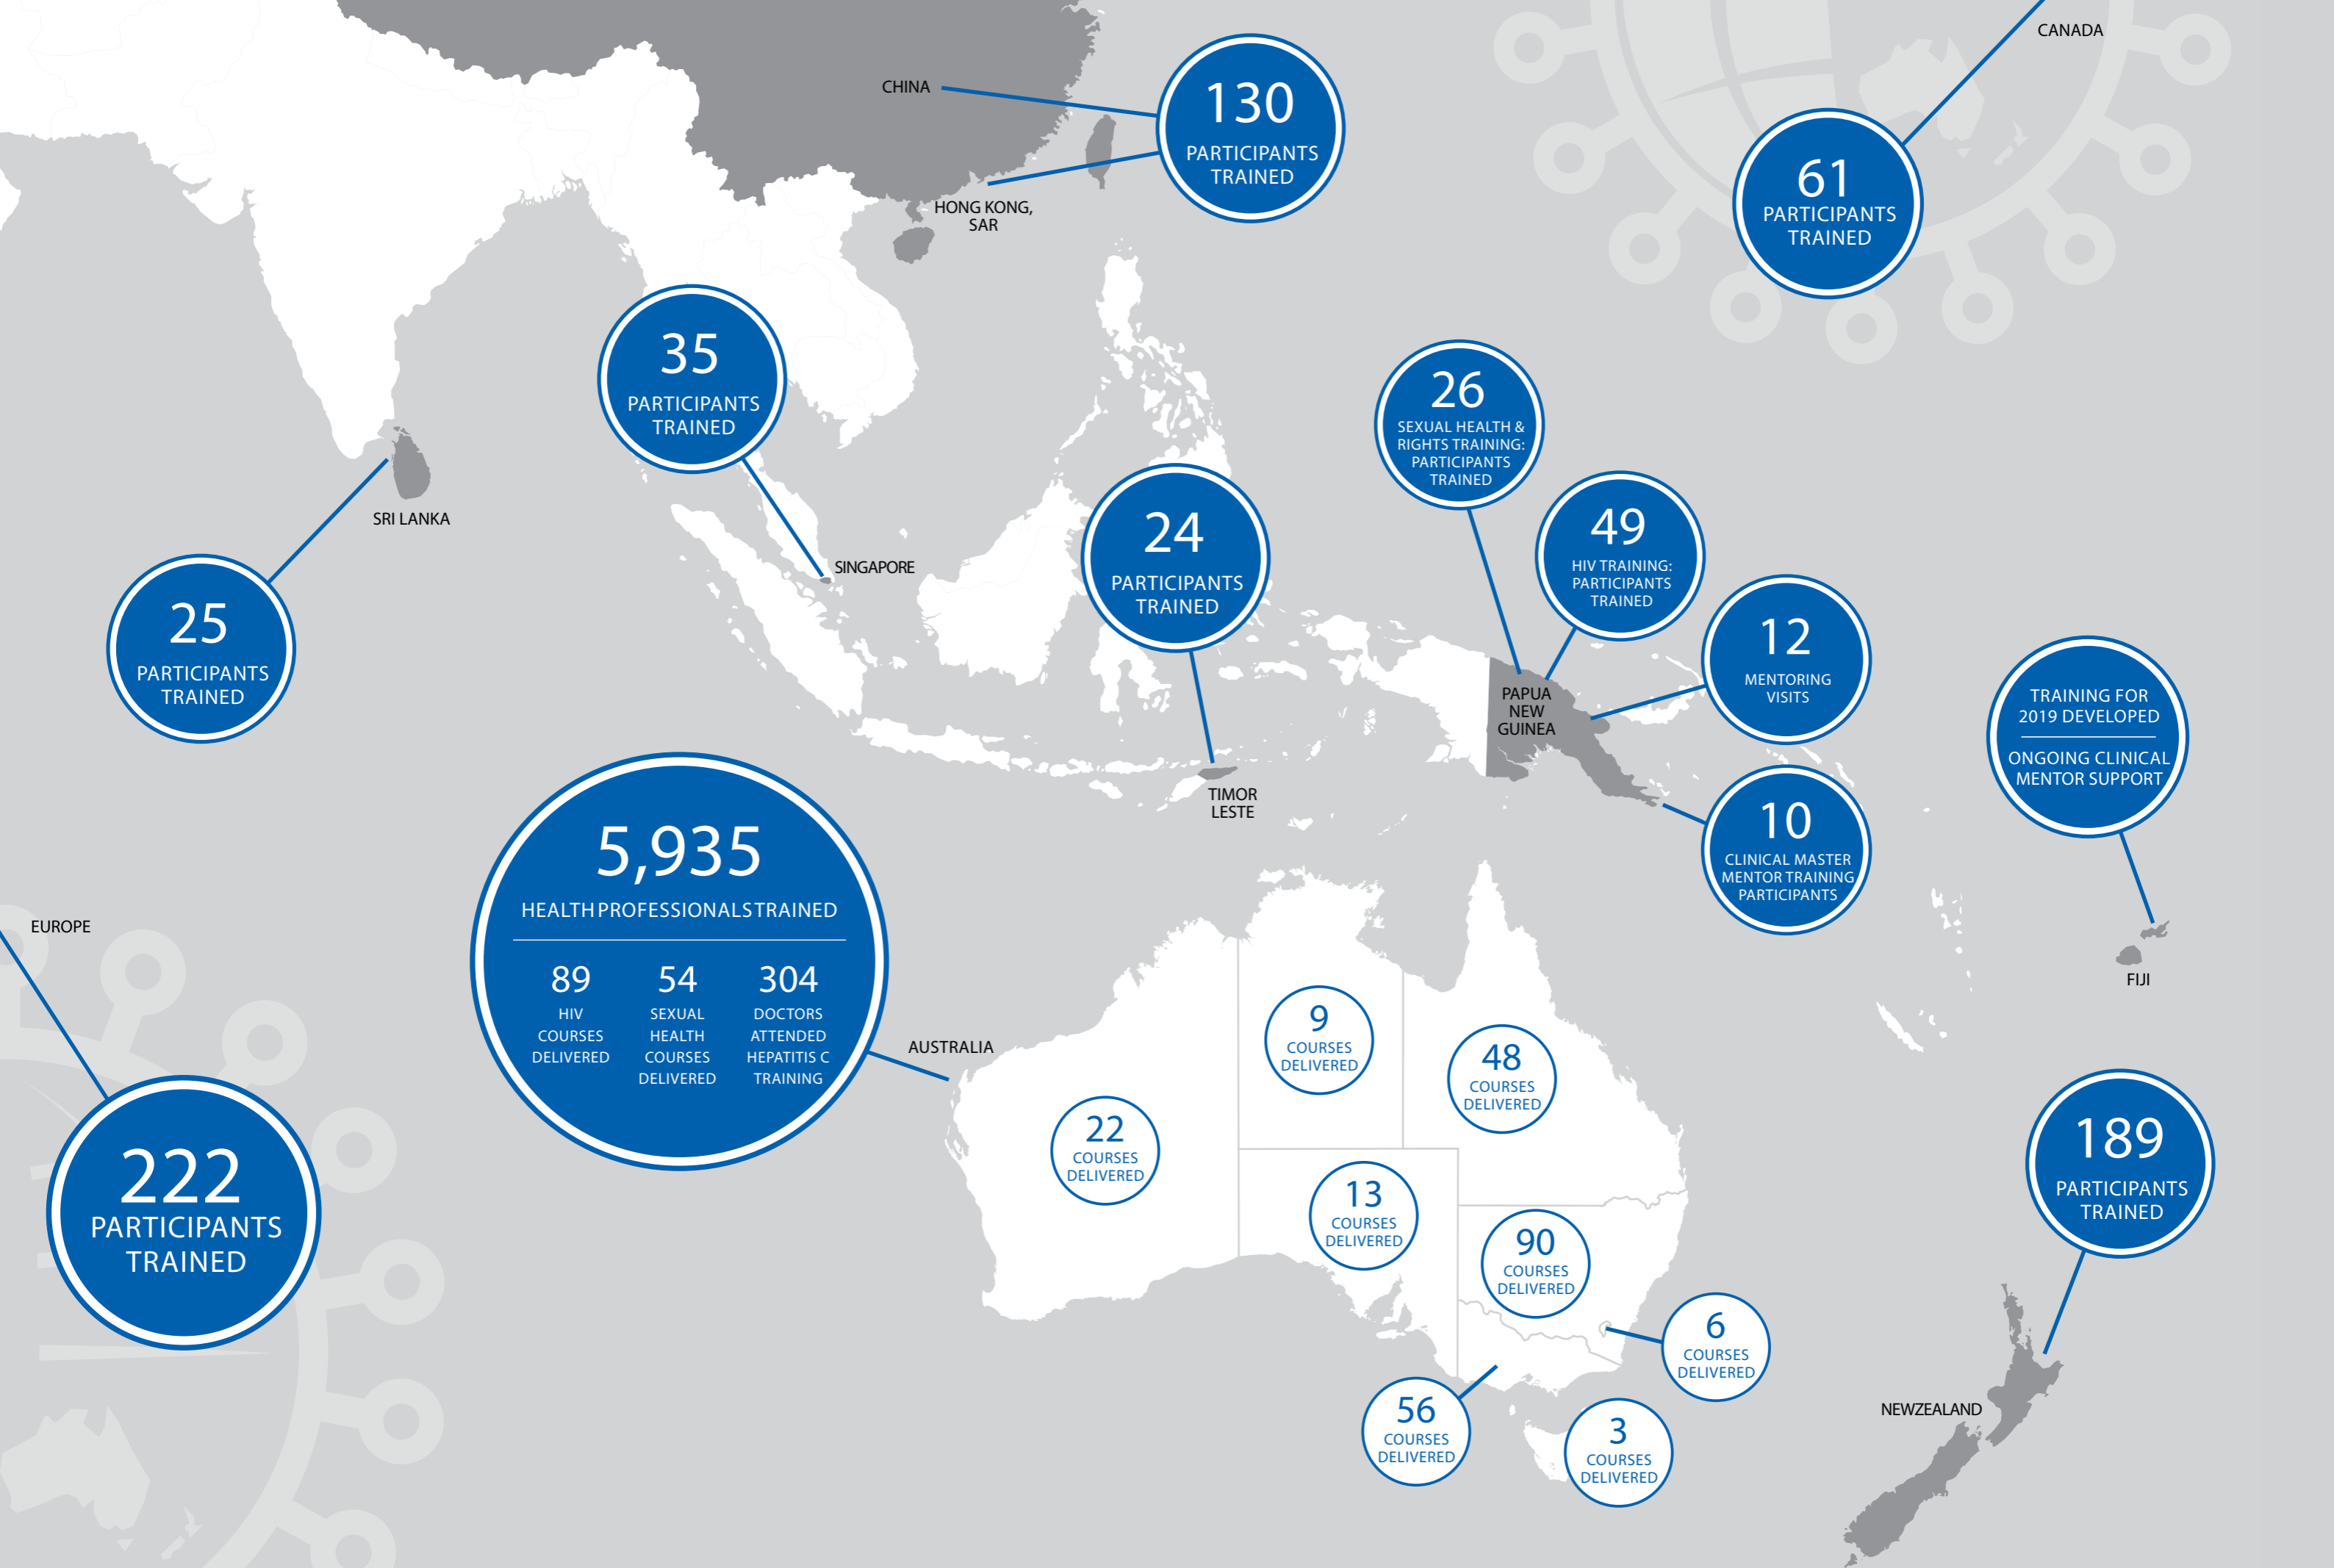 CANADA
61
PARTICIPANTS
TRAINED
CHINA
130
PARTICIPANTS
TRAINED
HONG KONG,
SAR
35
PARTICIPANTS
TRAINED
SINGAPORE
SRI LANKA
25
PARTICIPANTS
TRAINED
24
PARTICIPANTS
TRAINED
TIMOR
LESTE
26
SEXUAL HEALTH &
RIGHTS TRAINING:
PARTICIPANTS
TRAINED
49
HIV TRAINING:
PARTICIPANTS
TRAINED
12
MENTORING
VISITS
PAPUA
NEW
GUINEA
10
CLINICAL MASTER
MENTOR TRAINING
PARTICIPANTS
TRAINING FOR
2019 DEVELOPED
ONGOING CLINICAL
MENTOR SUPPORT
FIJI
5,935
HEALTH PROFESSIONALS TRAINED
89
HIV
COURSES
DELIVERED
54
SEXUAL
HEALTH
COURSES
DELIVERED
304
DOCTORS
ATTENDED
HEPATITIS C
TRAINING
AUSTRALIA
EUROPE
222
PARTICIPANTS
TRAINED
9
COURSES
DELIVERED
48
COURSES
DELIVERED
22
COURSES
DELIVERED
13
COURSES
DELIVERED
90
COURSES
DELIVERED
6
COURSES
DELIVERED
56
COURSES
DELIVERED
3
COURSES
DELIVERED
189
PARTICIPANTS
TRAINED
NEWZEALAND